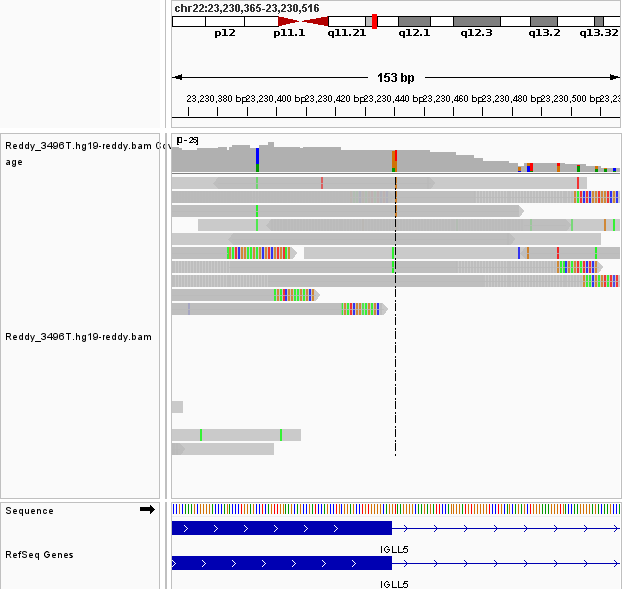 chr22:23,230,365-23,230,516
p12 p11.1 q11.21 q12.1 q12.3 q13.2 q13.32
153 bp
23,230,380 bp 23,230,400 bp 23,230,420 bp 23,230,440 bp 23,230,460 bp 23,230,480 bp 23,230,500 bp 23,23
Reddy_3496T.hg19-reddy.bam Cov
age
Reddy_3496T.hg19-reddy.bam
Sequence
IGLL5
RefSeq Genes
IGLL5